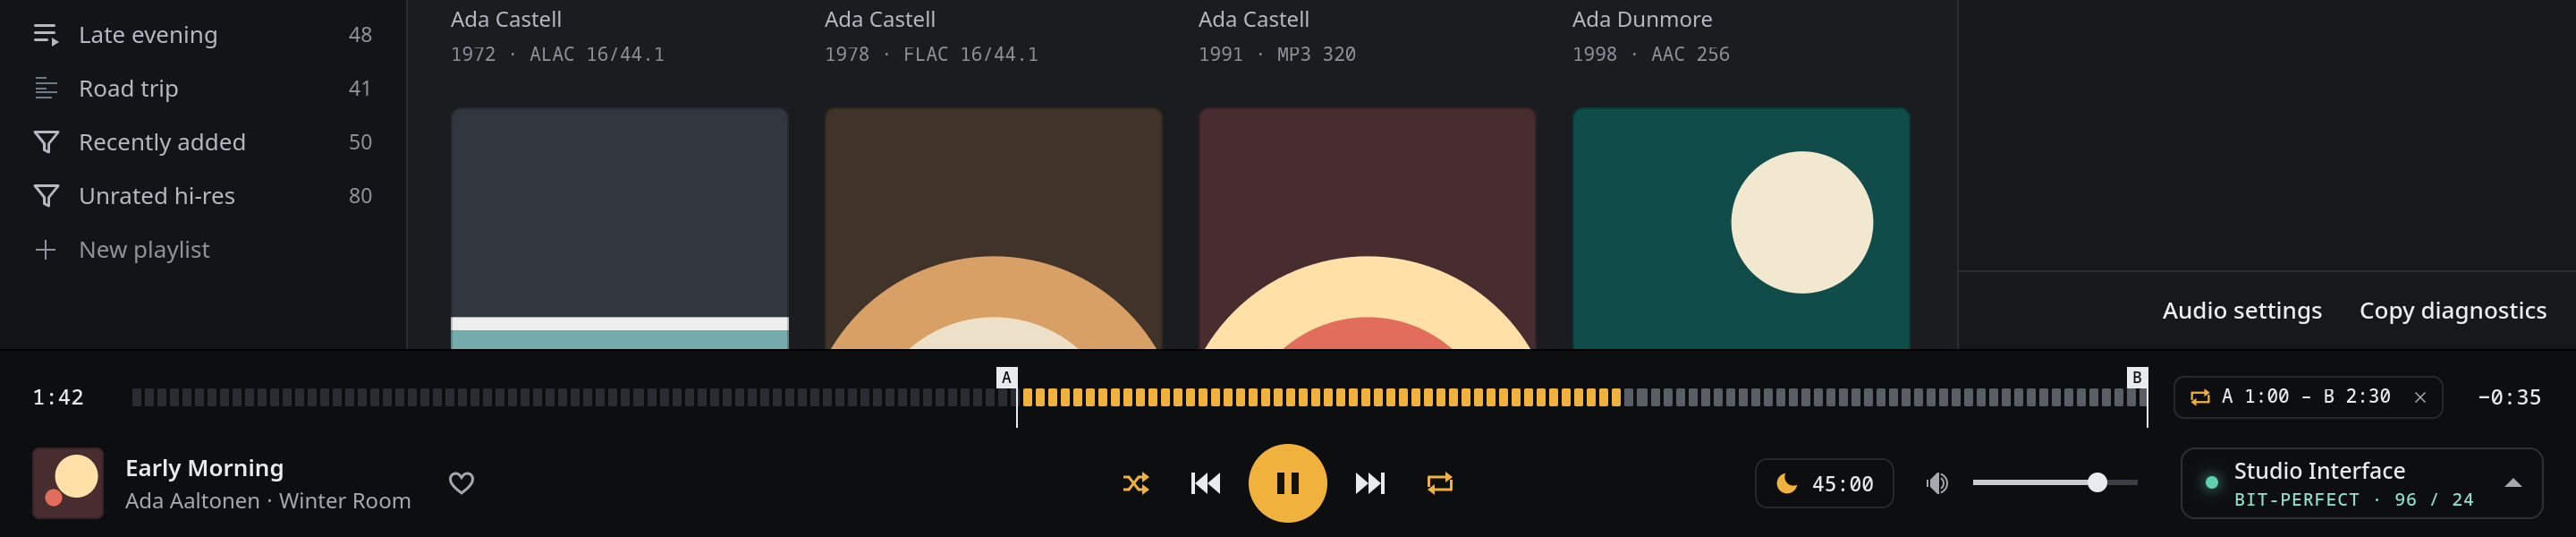 Late evening 48
Road trip 41
Recently added 50
Unrated hi-res 80
New playlist
Ada Castell
1972 · ALAC 16/44.1
Ada Castell
1978 · FLAC 16/44.1
Ada Castell
1991 · MP3 320
Ada Dunmore
1998 · AAC 256
Audio settings Copy diagnostics
1:42
A
B
A 1:00 – B 2:30
−0:35
Early Morning
Ada Aaltonen · Winter Room
45:00
Studio Interface
BIT-PERFECT · 96 / 24